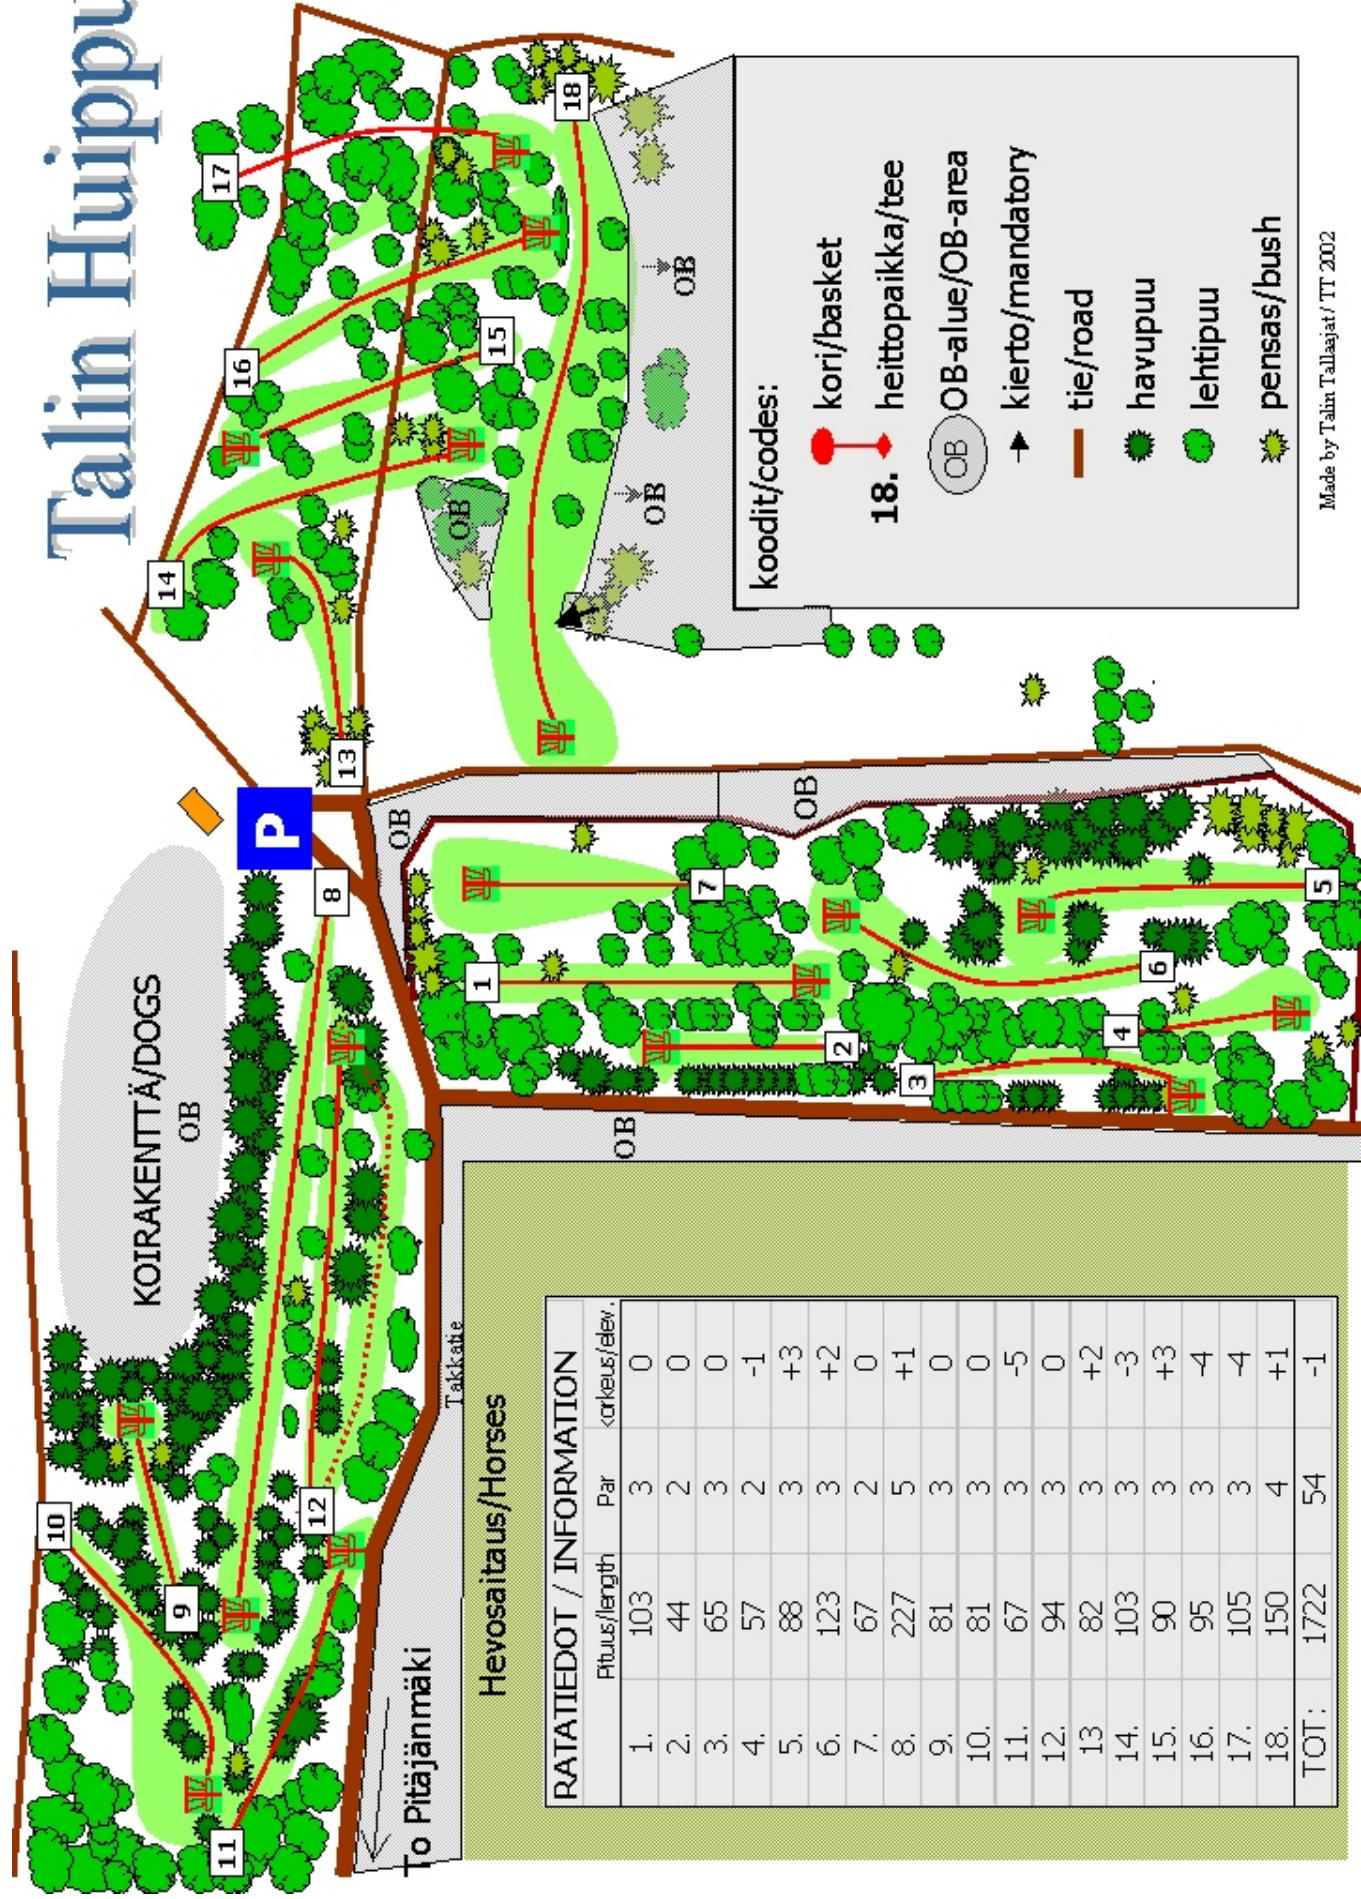 Talin Huippu
KOIRAKENTTÄ/DOGS
OB
P
10
9
11
12
8
13
14
16
17
15
18
OB
OB
OB
OB
OB
OB
1
2
3
4
5
6
7
Takkatie
To Pitäjänmäki
Hevosaitaus/Horses
RATATIEDOT / INFORMATION
Pituus/length Par korkeus/elev.
1. 103 3 0
2. 44 2 0
3. 65 3 0
4. 57 2 -1
5. 88 3 +3
6. 123 3 +2
7. 67 2 0
8. 227 5 +1
9. 81 3 0
10. 81 3 0
11. 67 3 -5
12. 94 3 0
13 82 3 +2
14. 103 3 -3
15. 90 3 +3
16. 95 3 -4
17. 105 3 -4
18. 150 4 +1
TOT: 1722 54 -1
koodit/codes:
kori/basket
18. heittopaikka/tee
OB OB-alue/OB-area
kierto/mandatory
tie/road
havupuu
lehtipuu
pensas/bush
Made by Talin Tallaajat/ TT 2002